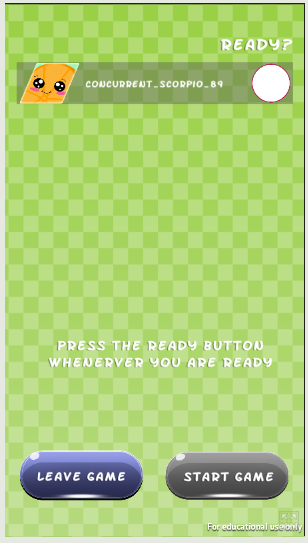 READY?
CONCURRENT_SCORPIO_89
PRESS THE READY BUTTON
WHENERVER YOU ARE READY
LEAVE GAME
START GAME
For educational use only